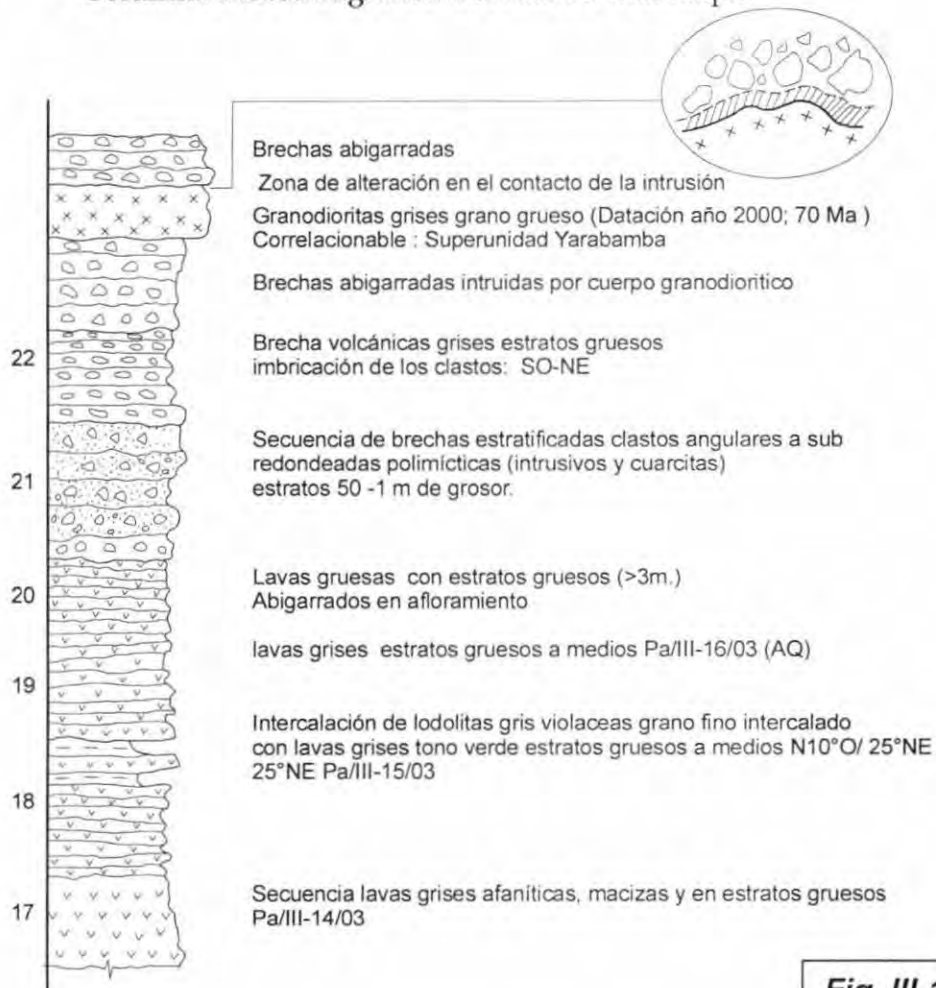 Brechas abigarradas
Zona de alteración en el contacto de la intrusión
Granodioritas grises grano grueso (Datación año 2000; 70 Ma )
Correlacionable : Superunidad Yarabamba
Brechas abigarradas intruidas por cuerpo granodioritico
22
Brecha volcánicas grises estratos gruesos
imbricación de los clastos: SO-NE
Secuencia de brechas estratificadas clastos angulares a sub
redondeadas polimícticas (intrusivos y cuarcitas)
21
estratos 50 -1 m de grosor.
20
Lavas gruesas con estratos gruesos (>3m.)
Abigarrados en afloramiento
lavas grises estratos gruesos a medios Pa/III-16/03 (AQ)
19
Intercalación de lodolitas gris violaceas grano fino intercalado
con lavas grises tono verde estratos gruesos a medios N10°O/ 25°NE
25°NE Pa/III-15/03
18
Secuencia lavas grises afaníticas, macizas y en estratos gruesos
17
Pa/III-14/03
Fig. III.